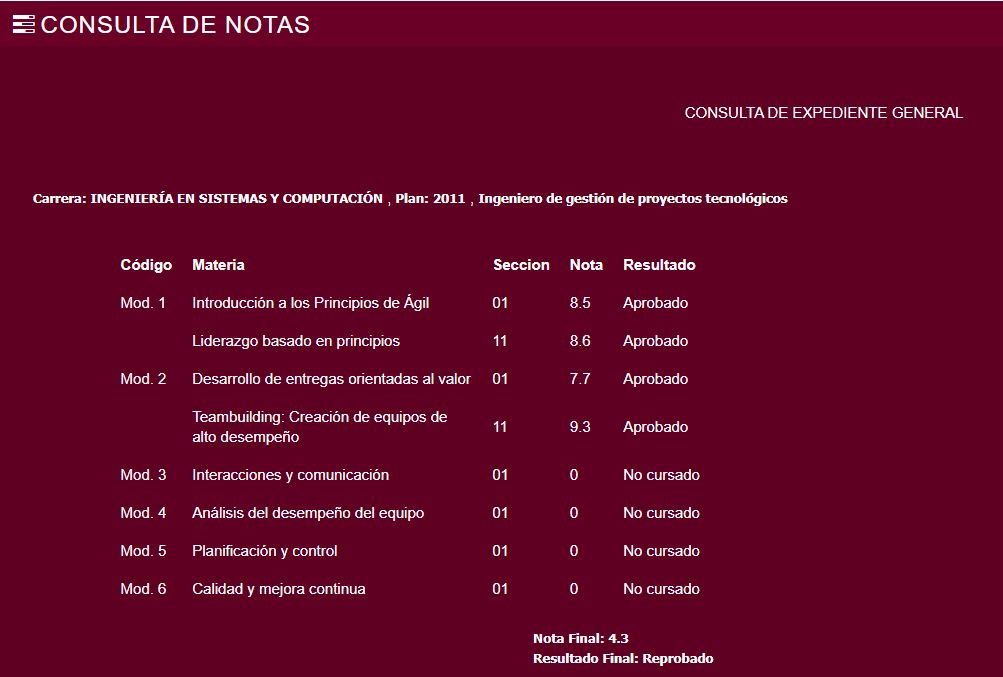 CONSULTA DE NOTAS
CONSULTA DE EXPEDIENTE GENERAL
Carrera: INGENIERÍA EN SISTEMAS Y COMPUTACIÓN , Plan: 2011 , Ingeniero de gestión de proyectos tecnológicos
Código Materia Seccion Nota Resultado
Mod. 1 Introducción a los Principios de Ágil 01 8.5 Aprobado
Liderazgo basado en principios 11 8.6 Aprobado
Mod. 2 Desarrollo de entregas orientadas al valor 01 7.7 Aprobado
Teambuilding: Creación de equipos de
alto desempeño 11 9.3 Aprobado
Mod. 3 Interacciones y comunicación 01 0 No cursado
Mod. 4 Análisis del desempeño del equipo 01 0 No cursado
Mod. 5 Planificación y control 01 0 No cursado
Mod. 6 Calidad y mejora continua 01 0 No cursado
Nota Final: 4.3
Resultado Final: Reprobado